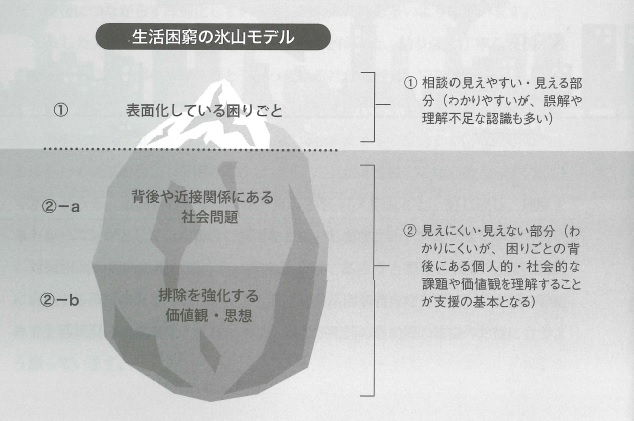 生活困窮の氷山モデル
①
表面化している困りごと
①相談の見えやすい・見える部
分（わかりやすいが、誤解や
理解不足な認識も多い）
②-a
背後や近接関係にある
社会問題
②-b
排除を強化する
価値観・思想
②見えにくい・見えない部分（わ
かりにくいが、困りごとの背
後にある個人的・社会的な
課題や価値観を理解すること
が支援の基本となる）